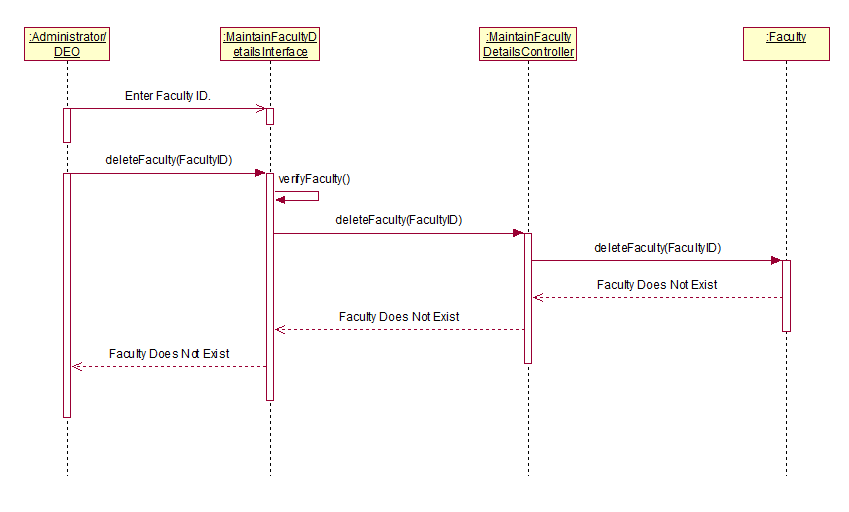 :Administrator/
DEO
:MaintainFacultyD
etailsInterface
:MaintainFaculty
DetailsController
:Faculty
Enter Faculty ID.
deleteFaculty(FacultyID)
verifyFaculty()
deleteFaculty(FacultyID)
deleteFaculty(FacultyID)
Faculty Does Not Exist
Faculty Does Not Exist
Faculty Does Not Exist